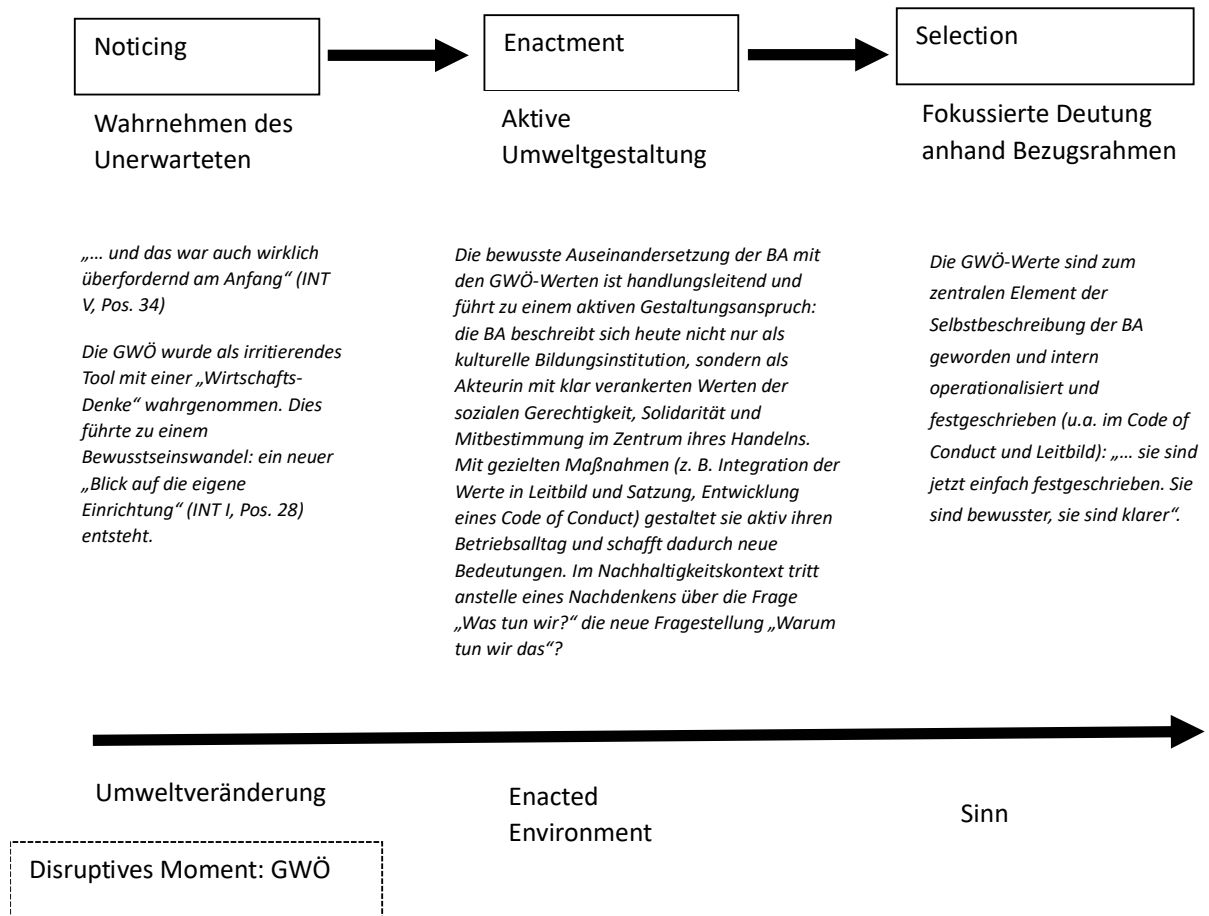 Noticing
Enactment
Selection
Wahrnehmen des
Unerwarteten
Aktive
Umweltgestaltung
Fokussierte Deutung
anhand Bezugsrahmen
„… und das war auch wirklich
überfordernd am Anfang“ (INT
V, Pos. 34)
Die GWÖ wurde als irritierendes
Tool mit einer „Wirtschafts-
Denke“ wahrgenommen. Dies
führte zu einem
Bewusstseinswandel: ein neuer
„Blick auf die eigene
Einrichtung“ (INT I, Pos. 28)
entsteht.
Die bewusste Auseinandersetzung der BA mit
den GWÖ-Werten ist handlungsleitend und
führt zu einem aktiven Gestaltungsanspruch:
die BA beschreibt sich heute nicht nur als
kulturelle Bildungsinstitution, sondern als
Akteurin mit klar verankerten Werten der
sozialen Gerechtigkeit, Solidarität und
Mitbestimmung im Zentrum ihres Handelns.
Mit gezielten Maßnahmen (z. B. Integration der
Werte in Leitbild und Satzung, Entwicklung
eines Code of Conduct) gestaltet sie aktiv ihren
Betriebsalltag und schafft dadurch neue
Bedeutungen. Im Nachhaltigkeitskontext tritt
anstelle eines Nachdenkens über die Frage
„Was tun wir?“ die neue Fragestellung „Warum
tun wir das“?
Die GWÖ-Werte sind zum
zentralen Element der
Selbstbeschreibung der BA
geworden und intern
operationalisiert und
festgeschrieben (u.a. im Code of
Conduct und Leitbild): „… sie sind
jetzt einfach festgeschrieben. Sie
sind bewusster, sie sind klarer“.
Umweltveränderung
Enacted
Environment
Sinn
Disruptives Moment: GWÖ